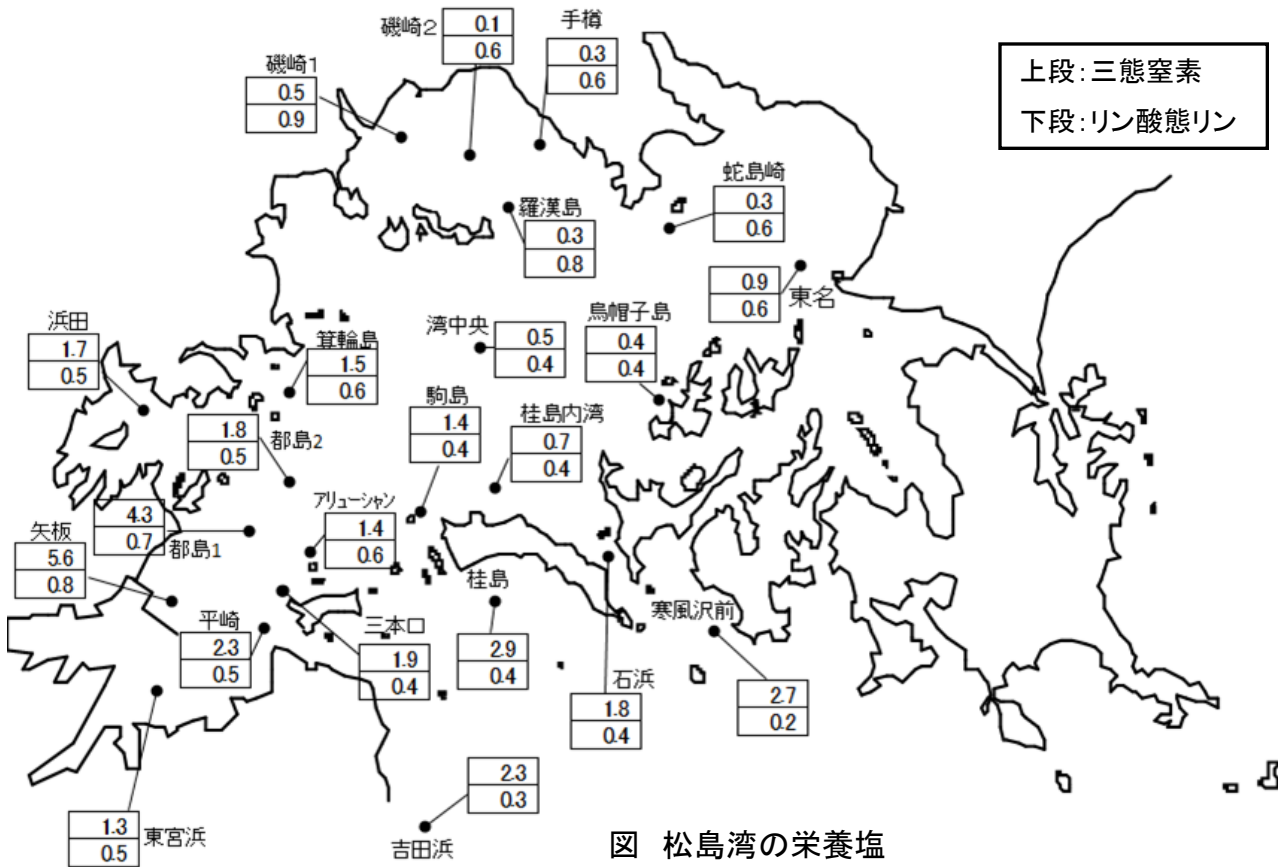 磯崎2
0.1
0.6
手樽
0.3
0.6
上段：三態窒素
下段：リン酸態リン
磯崎1
0.5
0.9
蛇島崎
0.3
0.6
羅漢島
0.3
0.8
0.9
0.6
東名
浜田
1.7
0.5
箕輪島
1.5
0.6
湾中央
0.5
0.4
烏帽子島
0.4
0.4
駒島
1.4
0.4
桂島内湾
0.7
0.4
1.8
0.5
都島2
4.3
0.7
都島1
アリューシャン
1.4
0.6
矢板
5.6
0.8
平崎
2.3
0.5
三本口
1.9
0.4
桂島
2.9
0.4
石浜
1.8
0.4
寒風沢前
2.7
0.2
1.3
0.5
東宮浜
2.3
0.3
吉田浜
図 松島湾の栄養塩